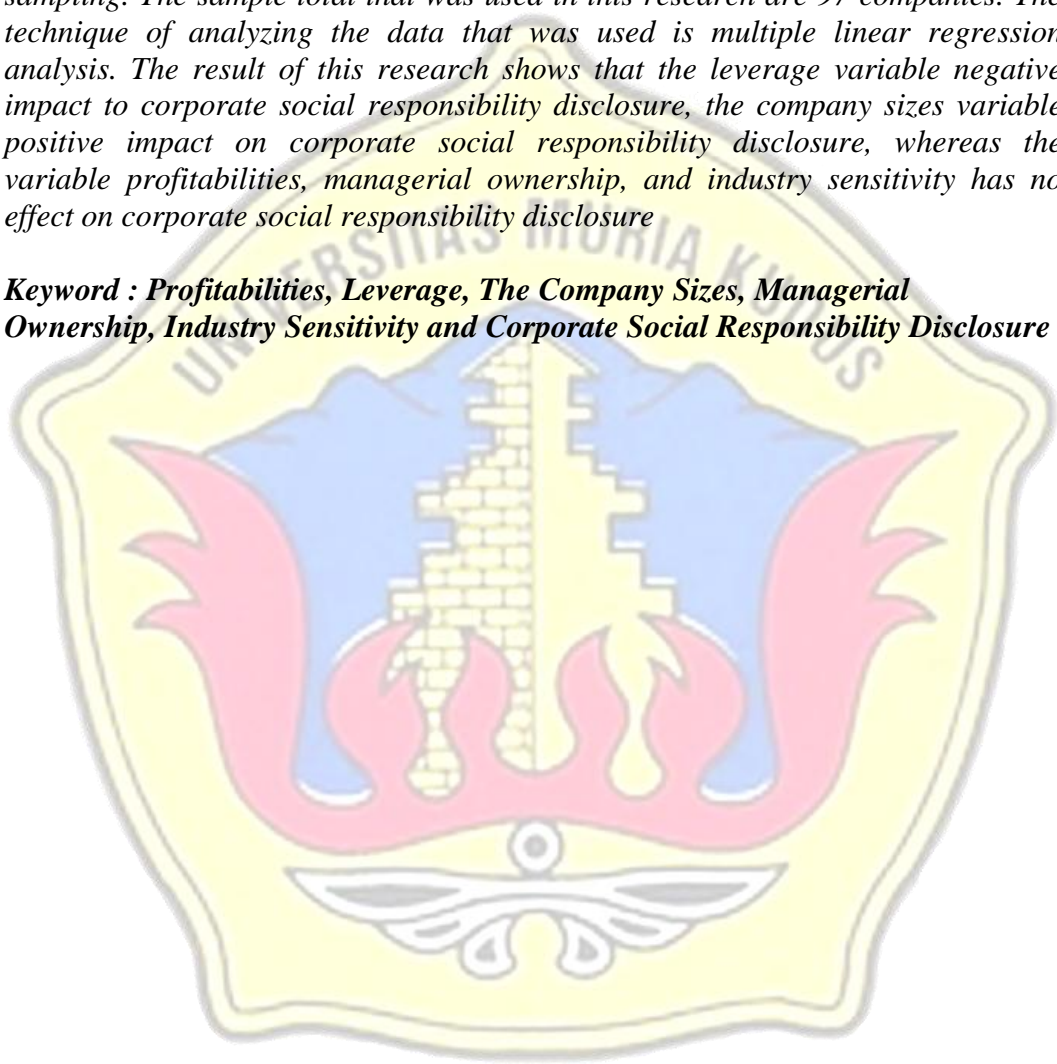 sampling. The sample total that was used in this research are 97 companies. The
technique of analyzing the data that was used is multiple linear regression
analysis. The result of this research shows that the leverage variable negative
impact to corporate social responsibility disclosure, the company sizes variable
positive impact on corporate social responsibility disclosure, whereas the
variable profitabilities, managerial ownership, and industry sensitivity has no
effect on corporate social responsibility disclosure
UNIVERSITAS MURIA KUDUS
Keyword : Profitabilities, Leverage, The Company Sizes, Managerial
Ownership, Industry Sensitivity and Corporate Social Responsibility Disclosure